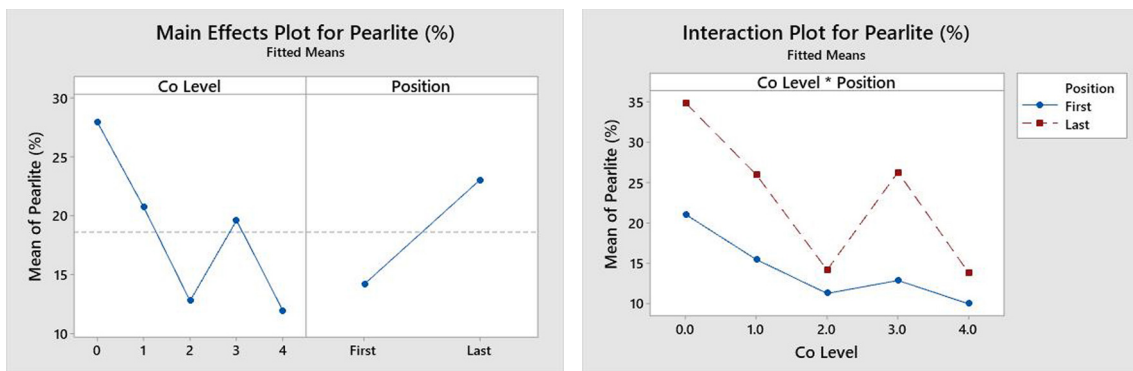 Main Effects Plot for Pearlite (%)
Fitted Means
Co Level Position
Mean of Pearlite (%)
30
25
20
15
10
0 1 2 3 4 First Last
Interaction Plot for Pearlite (%)
Fitted Means
Co Level * Position
Mean of Pearlite (%)
35
30
25
20
15
10
0.0 1.0 2.0 3.0 4.0
Co Level
Position
First
Last